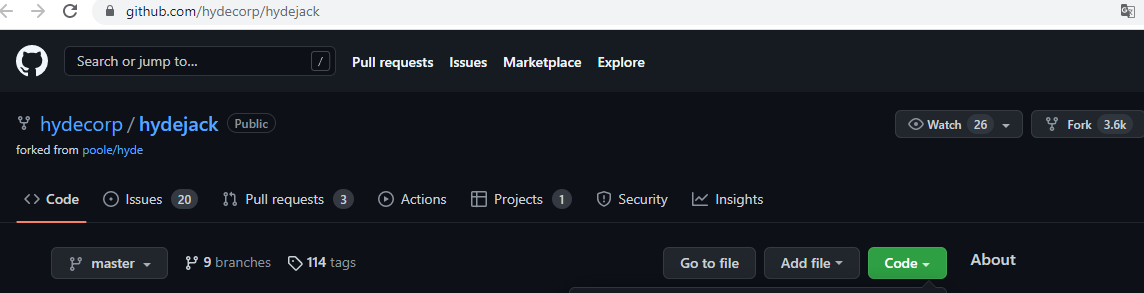 github.com/hydecorp/hydejack
Search or jump to... / Pull requests Issues Marketplace Explore
hydecorp / hydejack Public Watch 26 Fork 3.6k
forked from poole/hyde
Code Issues 20 Pull requests 3 Actions Projects 1 Security Insights
master 9 branches 114 tags Go to file Add file Code About